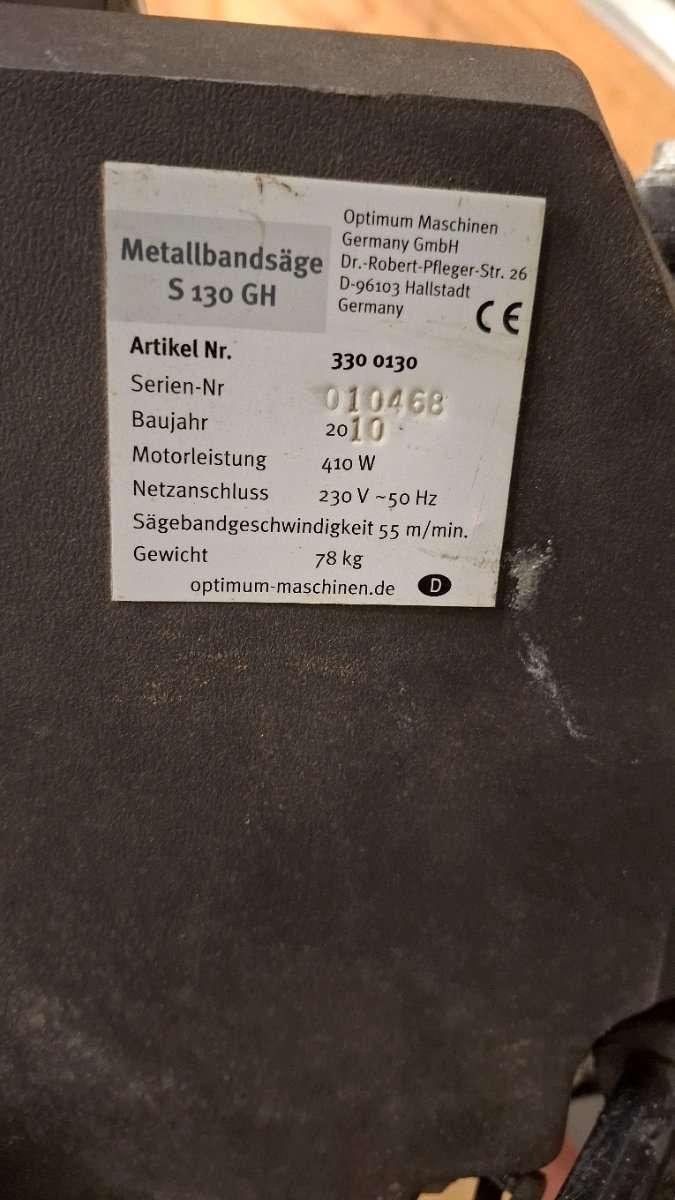 Metallbandsäge
S 130 GH
Optimum Maschinen
Germany GmbH
Dr.-Robert-Pfleger-Str. 26
D-96103 Hallstadt
Germany
CE
Artikel Nr. 330 0130
Serien-Nr 010468
Baujahr 2010
Motorleistung 410 W
Netzanschluss 230 V ~50 Hz
Sägebandgeschwindigkeit 55 m/min.
Gewicht 78 kg
optimum-maschinen.de D